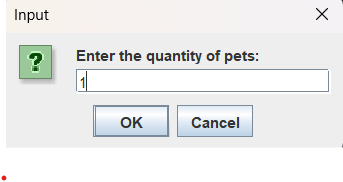 Input
Enter the quantity of pets:
1
OK Cancel